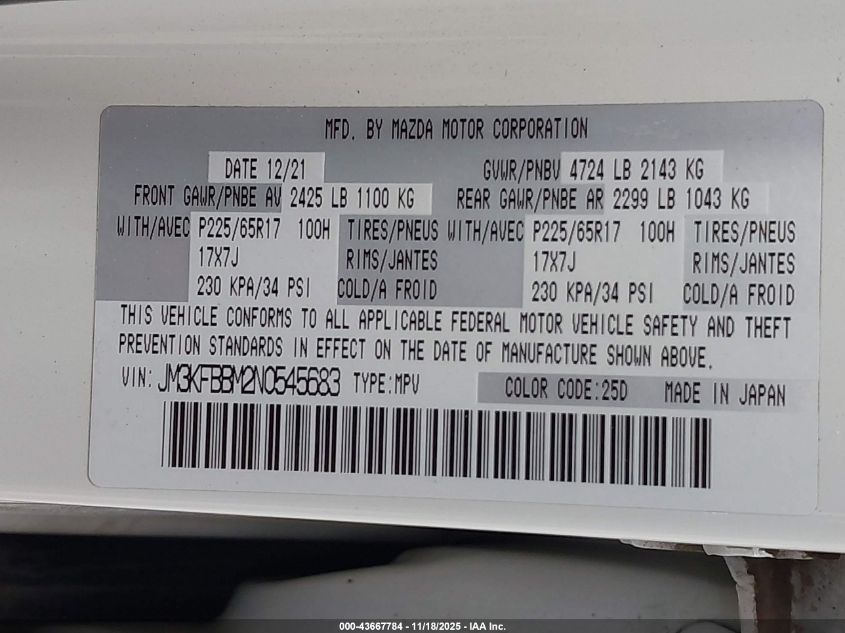 MFD. BY MAZDA MOTOR CORPORATION
DATE 12/21 GVWR/PNBV 4724 LB 2143 KG
FRONT GAWR/PNBE AV 2425 LB 1100 KG REAR GAWR/PNBE AR 2299 LB 1043 KG
WITH/AVEC P225/65R17 100H TIRES/PNEUS WITH/AVEC P225/65R17 100H TIRES/PNEUS
17X7J RIMS/JANTES 17X7J RIMS/JANTES
230 KPA/34 PSI COLD/A FROID 230 KPA/34 PSI COLD/A FROID
THIS VEHICLE CONFORMS TO ALL APPLICABLE FEDERAL MOTOR VEHICLE SAFETY AND THEFT
PREVENTION STANDARDS IN EFFECT ON THE DATE OF MANUFACTURE SHOWN ABOVE.
VIN: JM3KFBBM2N0545683 TYPE:MPV COLOR CODE:25D MADE IN JAPAN
000-43667784 - 11/18/2025 - IAA Inc.